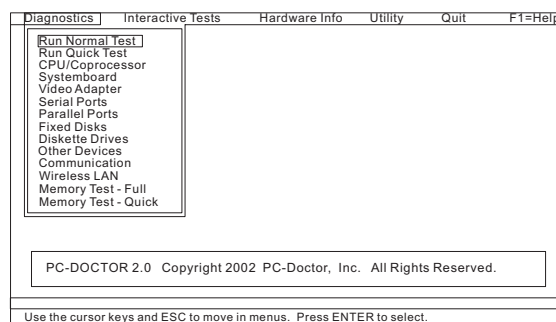 Diagnostics Interactive Tests Hardware Info Utility Quit F1=Help
Run Normal Test
Run Quick Test
CPU/Coprocessor
Systemboard
Video Adapter
Serial Ports
Parallel Ports
Fixed Disks
Diskette Drives
Other Devices
Communication
Wireless LAN
Memory Test - Full
Memory Test - Quick
PC-DOCTOR 2.0 Copyright 2002 PC-Doctor, Inc. All Rights Reserved.
Use the cursor keys and ESC to move in menus. Press ENTER to select.